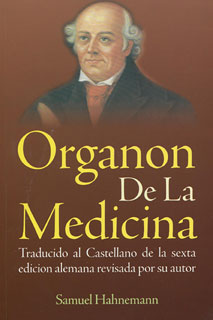 Organon
De La
Medicina
Traducido al Castellano de la sexta
edicion alemana revisada por su autor
Samuel Hahnemann